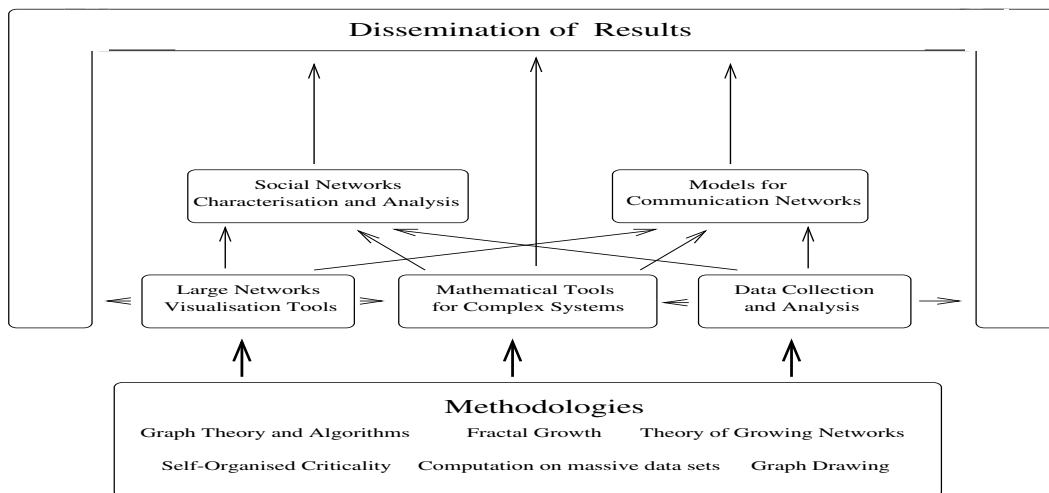 Dissemination of Results
Social Networks
Characterisation and Analysis
Models for
Communication Networks
Large Networks
Visualisation Tools
Mathematical Tools
for Complex Systems
Data Collection
and Analysis
Methodologies
Graph Theory and Algorithms
Fractal Growth
Theory of Growing Networks
Self-Organised Criticality
Computation on massive data sets
Graph Drawing